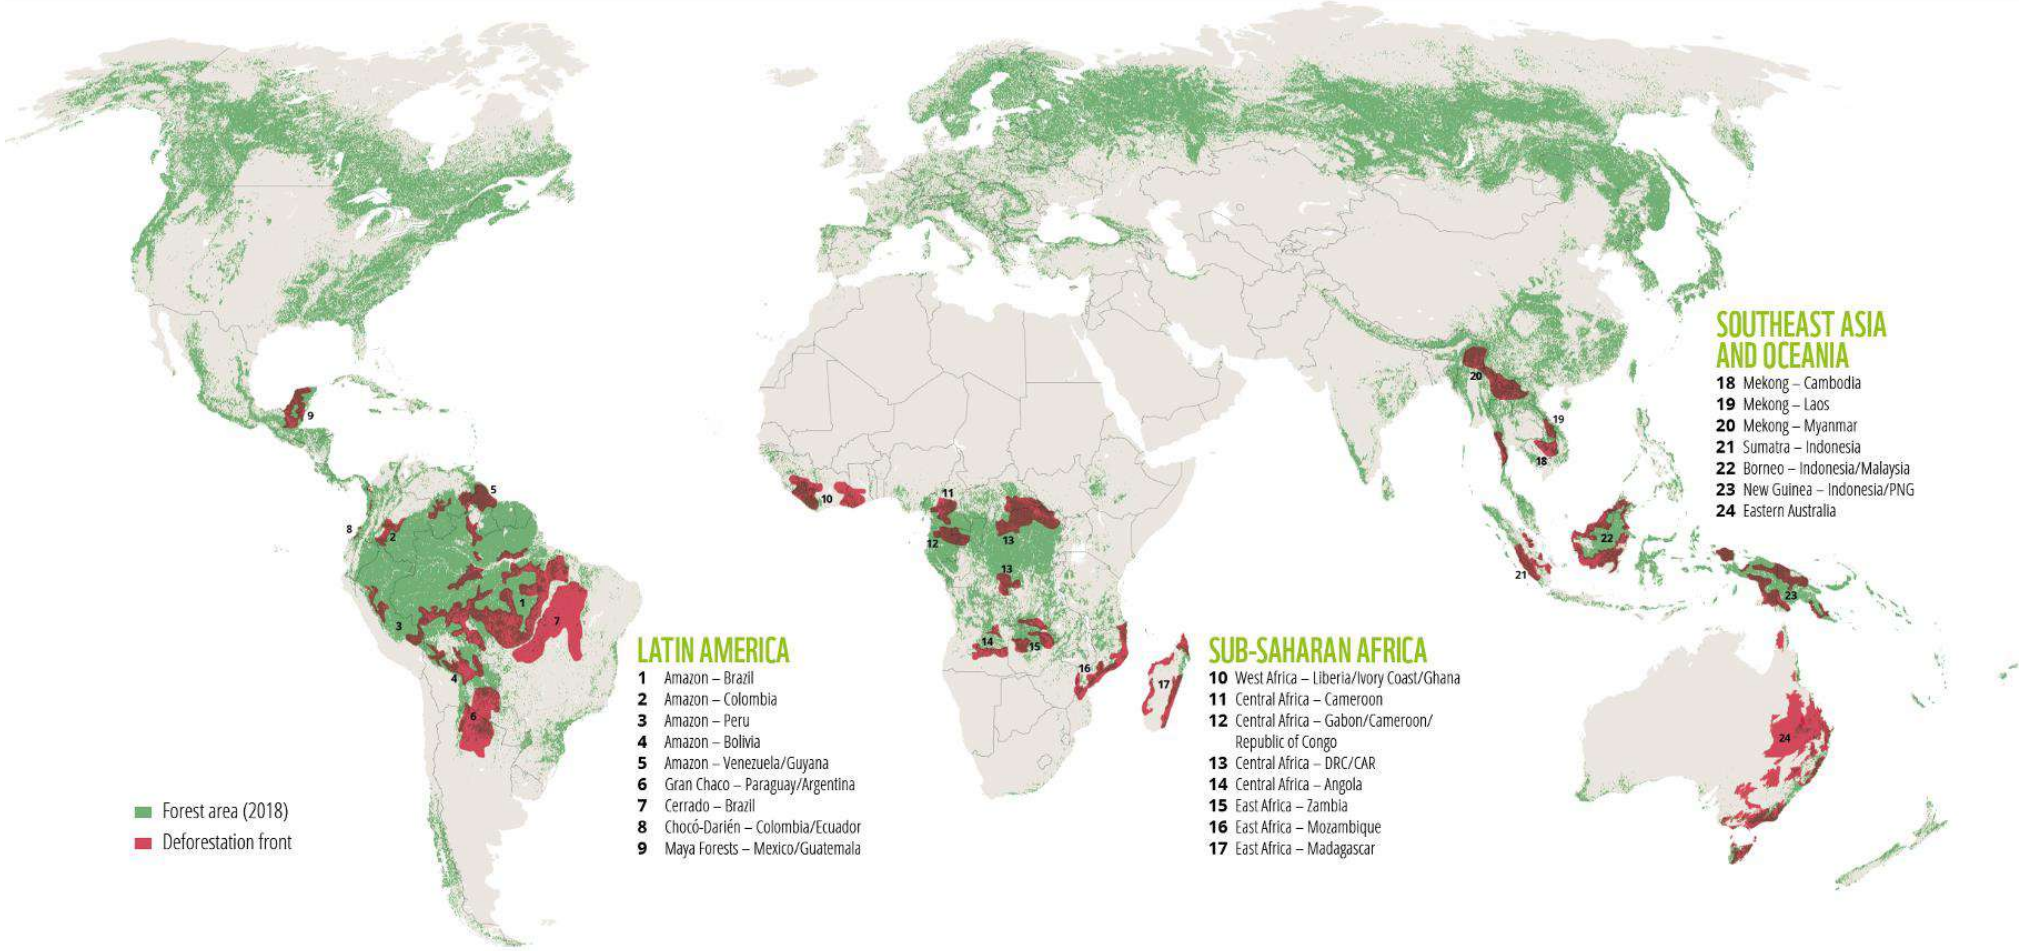 SOUTHEAST ASIA
AND OCEANIA
18 Mekong – Cambodia
19 Mekong – Laos
20 Mekong – Myanmar
21 Sumatra – Indonesia
22 Borneo – Indonesia/Malaysia
23 New Guinea – Indonesia/PNG
24 Eastern Australia
LATIN AMERICA
1 Amazon – Brazil
2 Amazon – Colombia
3 Amazon – Peru
4 Amazon – Bolivia
5 Amazon – Venezuela/Guyana
6 Gran Chaco – Paraguay/Argentina
7 Cerrado – Brazil
8 Chocó-Darién – Colombia/Ecuador
9 Maya Forests – Mexico/Guatemala
SUB-SAHARAN AFRICA
10 West Africa – Liberia/Ivory Coast/Ghana
11 Central Africa – Cameroon
12 Central Africa – Gabon/Cameroon/
Republic of Congo
13 Central Africa – DRC/CAR
14 Central Africa – Angola
15 East Africa – Zambia
16 East Africa – Mozambique
17 East Africa – Madagascar
Forest area (2018)
Deforestation front
9
5
8
2
1
3
7
4
6
10
11
12
13
13
14
15
16
17
20
19
18
21
22
23
24